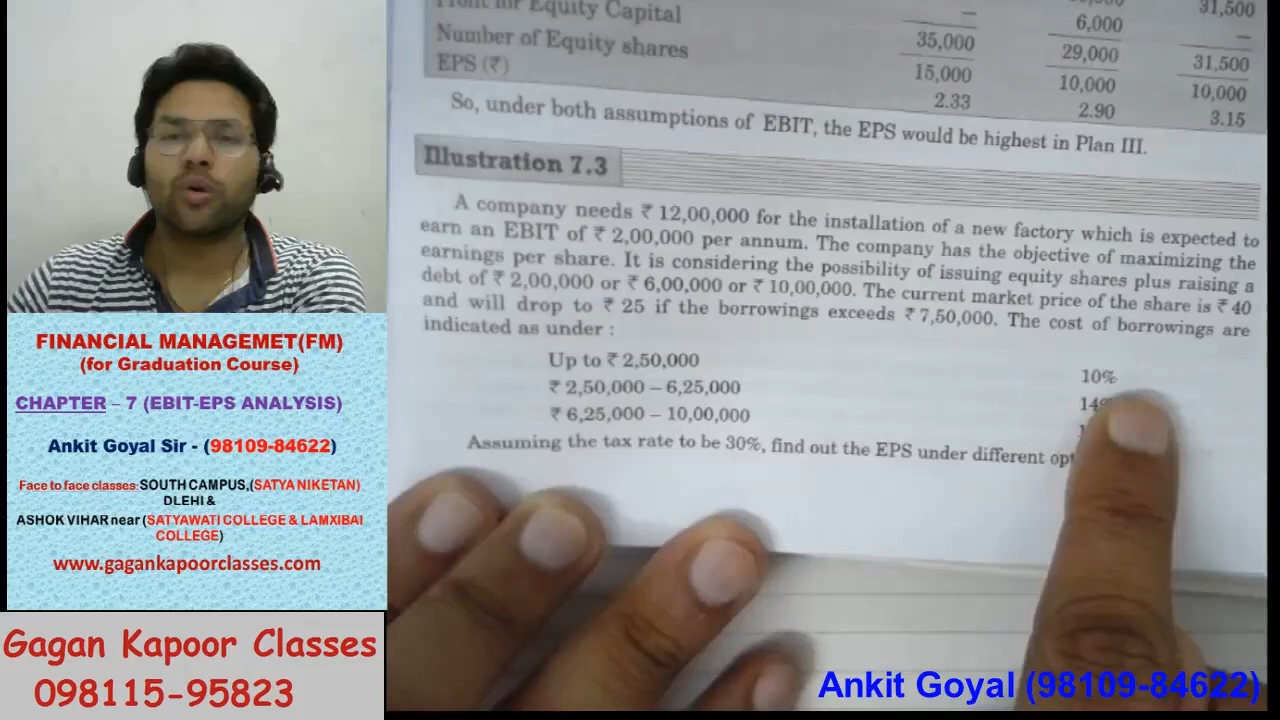 FINANCIAL MANAGEMET(FM)
(for Graduation Course)
CHAPTER – 7 (EBIT-EPS ANALYSIS)
Ankit Goyal Sir - (98109-84622)
Face to face classes: SOUTH CAMPUS,(SATYA NIKETAN)
DLEHI &
ASHOK VIHAR near (SATYAWATI COLLEGE & LAMXIBAI
COLLEGE)
www.gagankapoorclasses.com
Gagan Kapoor Classes
098115-95823
for Equity Capital 31,500
— 6,000 —
Number of Equity shares 35,000 29,000 31,500
EPS (₹) 15,000 10,000 10,000
2.33 2.90 3.15
So, under both assumptions of EBIT, the EPS would be highest in Plan III.
Illustration 7.3
A company needs ₹ 12,00,000 for the installation of a new factory which is expected to
earn an EBIT of ₹ 2,00,000 per annum. The company has the objective of maximizing the
earnings per share. It is considering the possibility of issuing equity shares plus raising a
debt of ₹ 2,00,000 or ₹ 6,00,000 or ₹ 10,00,000. The current market price of the share is ₹ 40
and will drop to ₹ 25 if the borrowings exceeds ₹ 7,50,000. The cost of borrowings are
indicated as under :
Up to ₹ 2,50,000 10%
₹ 2,50,000 – 6,25,000
₹ 6,25,000 – 10,00,000
Assuming the tax rate to be 30%, find out the EPS under different
Ankit Goyal (98109-84622)